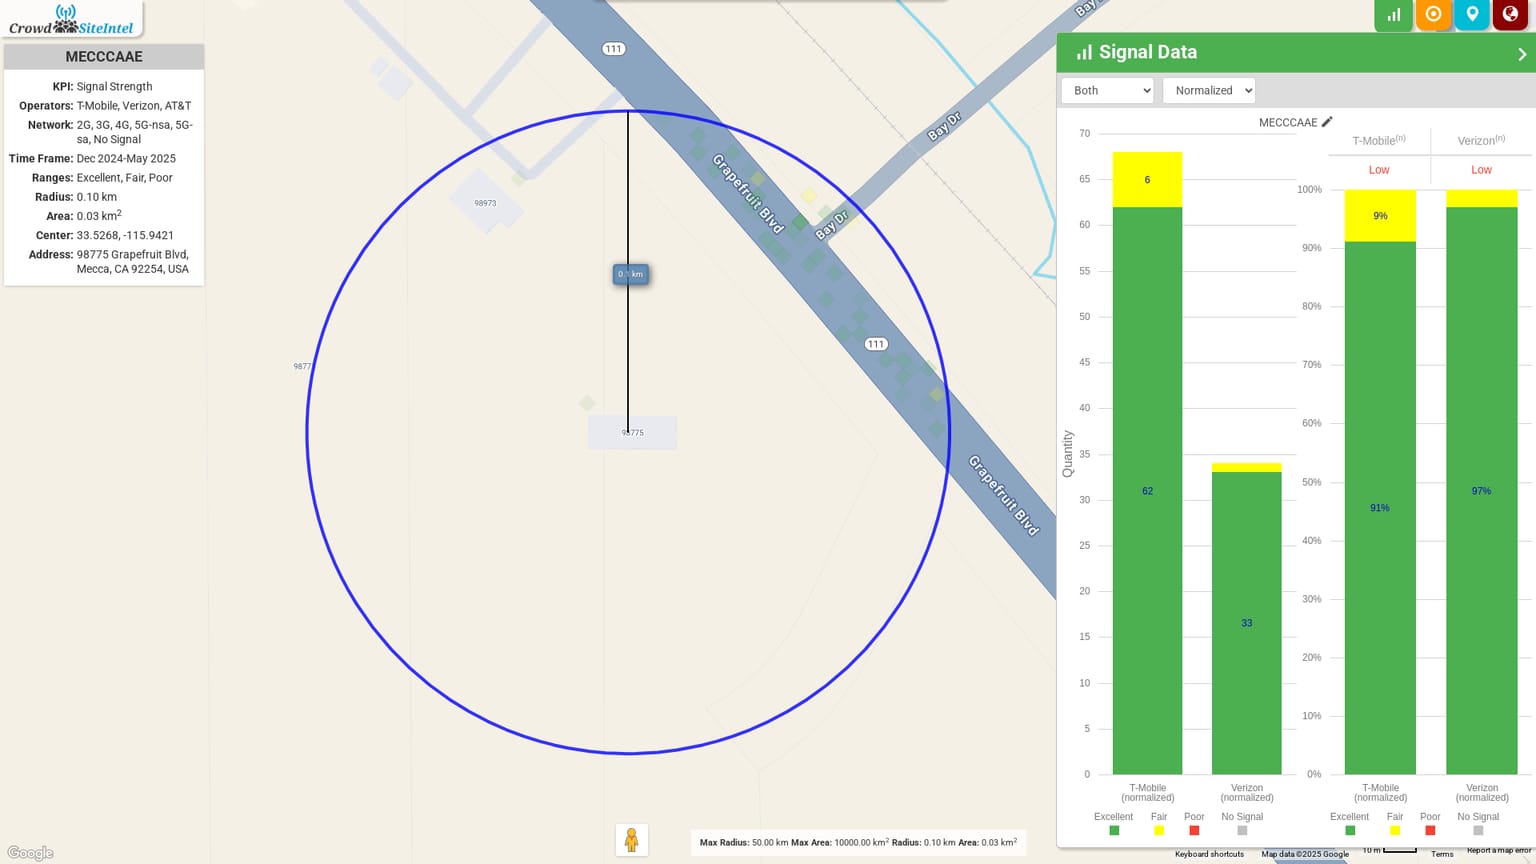 Crowd SiteIntel
MECCCAAE
KPI: Signal Strength
Operators: T-Mobile, Verizon, AT&T
Network: 2G, 3G, 4G, 5G-nsa, 5G-
sa, No Signal
Time Frame: Dec 2024-May 2025
Ranges: Excellent, Fair, Poor
Radius: 0.10 km
Area: 0.03 km²
Center: 33.5268, -115.9421
Address: 98775 Grapefruit Blvd,
Mecca, CA 92254, USA
111
Bay
Bay Dr
Grapefruit Blvd
Bay Dr
98973
0.1 km
111
9877
98775
Grapefruit Blvd
Google
Max Radius: 50.00 km Max Area: 10000.00 km² Radius: 0.10 km Area: 0.03 km²
Signal Data
Both
Normalized
MECCCAAE
70
65
60
55
50
45
40
35
30
25
20
15
10
5
0
Quantity
6
62
33
T-Mobile
(normalized)
Verizon
(normalized)
Excellent
Fair
Poor
No Signal
T-Mobile(n)
Verizon(n)
Low
Low
100%
90%
80%
70%
60%
50%
40%
30%
20%
10%
0%
9%
91%
97%
T-Mobile
(normalized)
Verizon
(normalized)
Excellent
Fair
Poor
No Signal
Keyboard shortcuts
Map data ©2025 Google
10 m
Terms
Report a map error